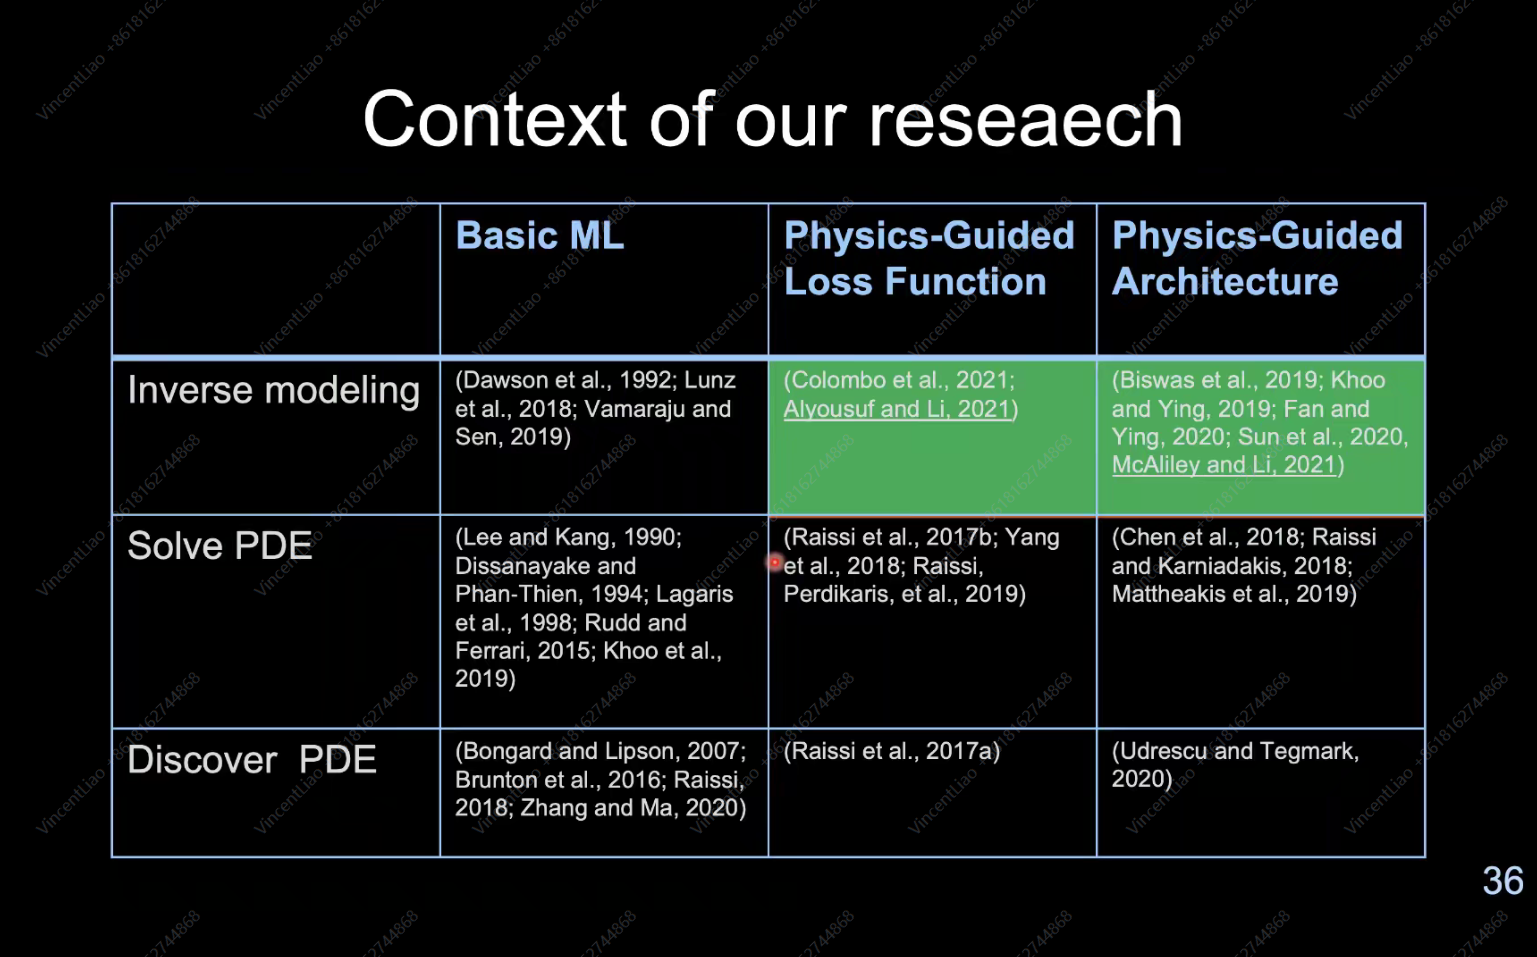 Context of our reseaech
Basic ML
Physics-Guided
Loss Function
Physics-Guided
Architecture
Inverse modeling
(Dawson et al., 1992; Lunz
et al., 2018; Vamaraju and
Sen, 2019)
(Colombo et al., 2021;
Alyousuf and Li, 2021)
(Biswas et al., 2019; Khoo
and Ying, 2019; Fan and
Ying, 2020; Sun et al., 2020,
McAliley and Li, 2021)
Solve PDE
(Lee and Kang, 1990;
Dissanayake and
Phan-Thien, 1994; Lagaris
et al., 1998; Rudd and
Ferrari, 2015; Khoo et al.,
2019)
(Raissi et al., 2017b; Yang
et al., 2018; Raissi,
Perdikaris, et al., 2019)
(Chen et al., 2018; Raissi
and Karniadakis, 2018;
Mattheakis et al., 2019)
Discover PDE
(Bongard and Lipson, 2007;
Brunton et al., 2016; Raissi,
2018; Zhang and Ma, 2020)
(Raissi et al., 2017a)
(Udrescu and Tegmark,
2020)
36
VincentLiao +8618162744868